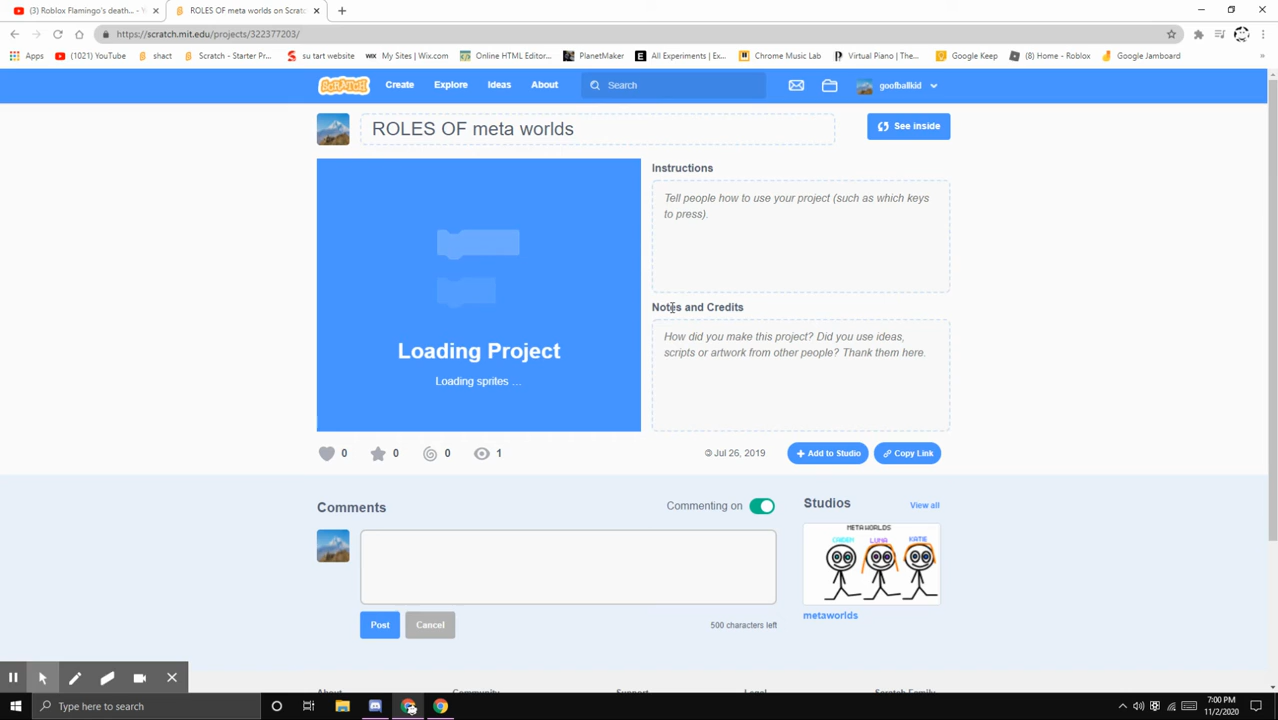 (3) Roblox Flamingo's death... - Y
ROLES OF meta worlds on Scratc
https://scratch.mit.edu/projects/322377203/
Apps
(1021) YouTube
shact
Scratch - Starter Pr...
su tart website
My Sites | Wix.com
Online HTML Editor...
PlanetMaker
All Experiments | Ex...
Chrome Music Lab
Virtual Piano | The...
Google Keep
(8) Home - Roblox
Google Jamboard
SCRATCH
Create
Explore
Ideas
About
Search
goofballkid
ROLES OF meta worlds
See inside
Instructions
Tell people how to use your project (such as which keys
to press).
Loading Project
Loading sprites …
Notes and Credits
How did you make this project? Did you use ideas,
scripts or artwork from other people? Thank them here.
0
0
0
1
© Jul 26, 2019
+ Add to Studio
Copy Link
Comments
Commenting on
Post
Cancel
500 characters left
Studios
View all
META WORLDS
LUNA
KATIE
metaworlds
About
Community
Support
Legal
Scratch Family
Type here to search
7:00 PM
11/2/2020